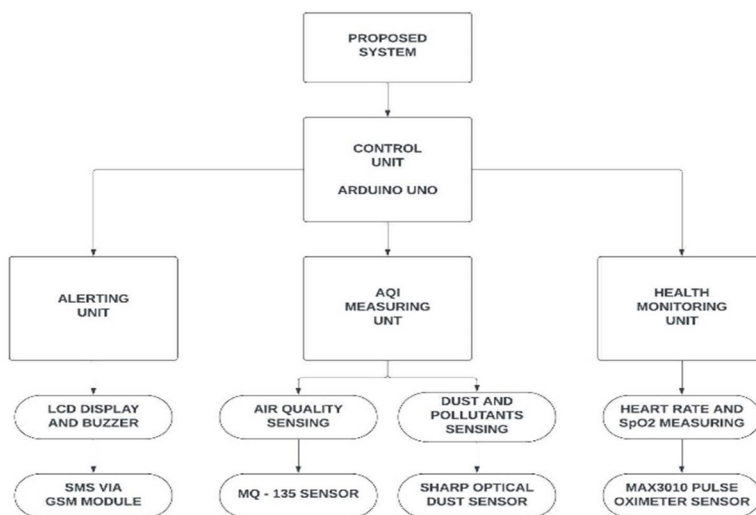 PROPOSED
SYSTEM
CONTROL
UNIT
ARDUINO UNO
ALERTING
UNIT
AQI
MEASURING
UNT
HEALTH
MONITORING
UNIT
LCD DISPLAY
AND BUZZER
AIR QUALITY
SENSING
DUST AND
POLLUTANTS
SENSING
HEART RATE AND
SpO2 MEASURING
SMS VIA
GSM MODULE
MQ - 135 SENSOR
SHARP OPTICAL
DUST SENSOR
MAX3010 PULSE
OXIMETER SENSOR